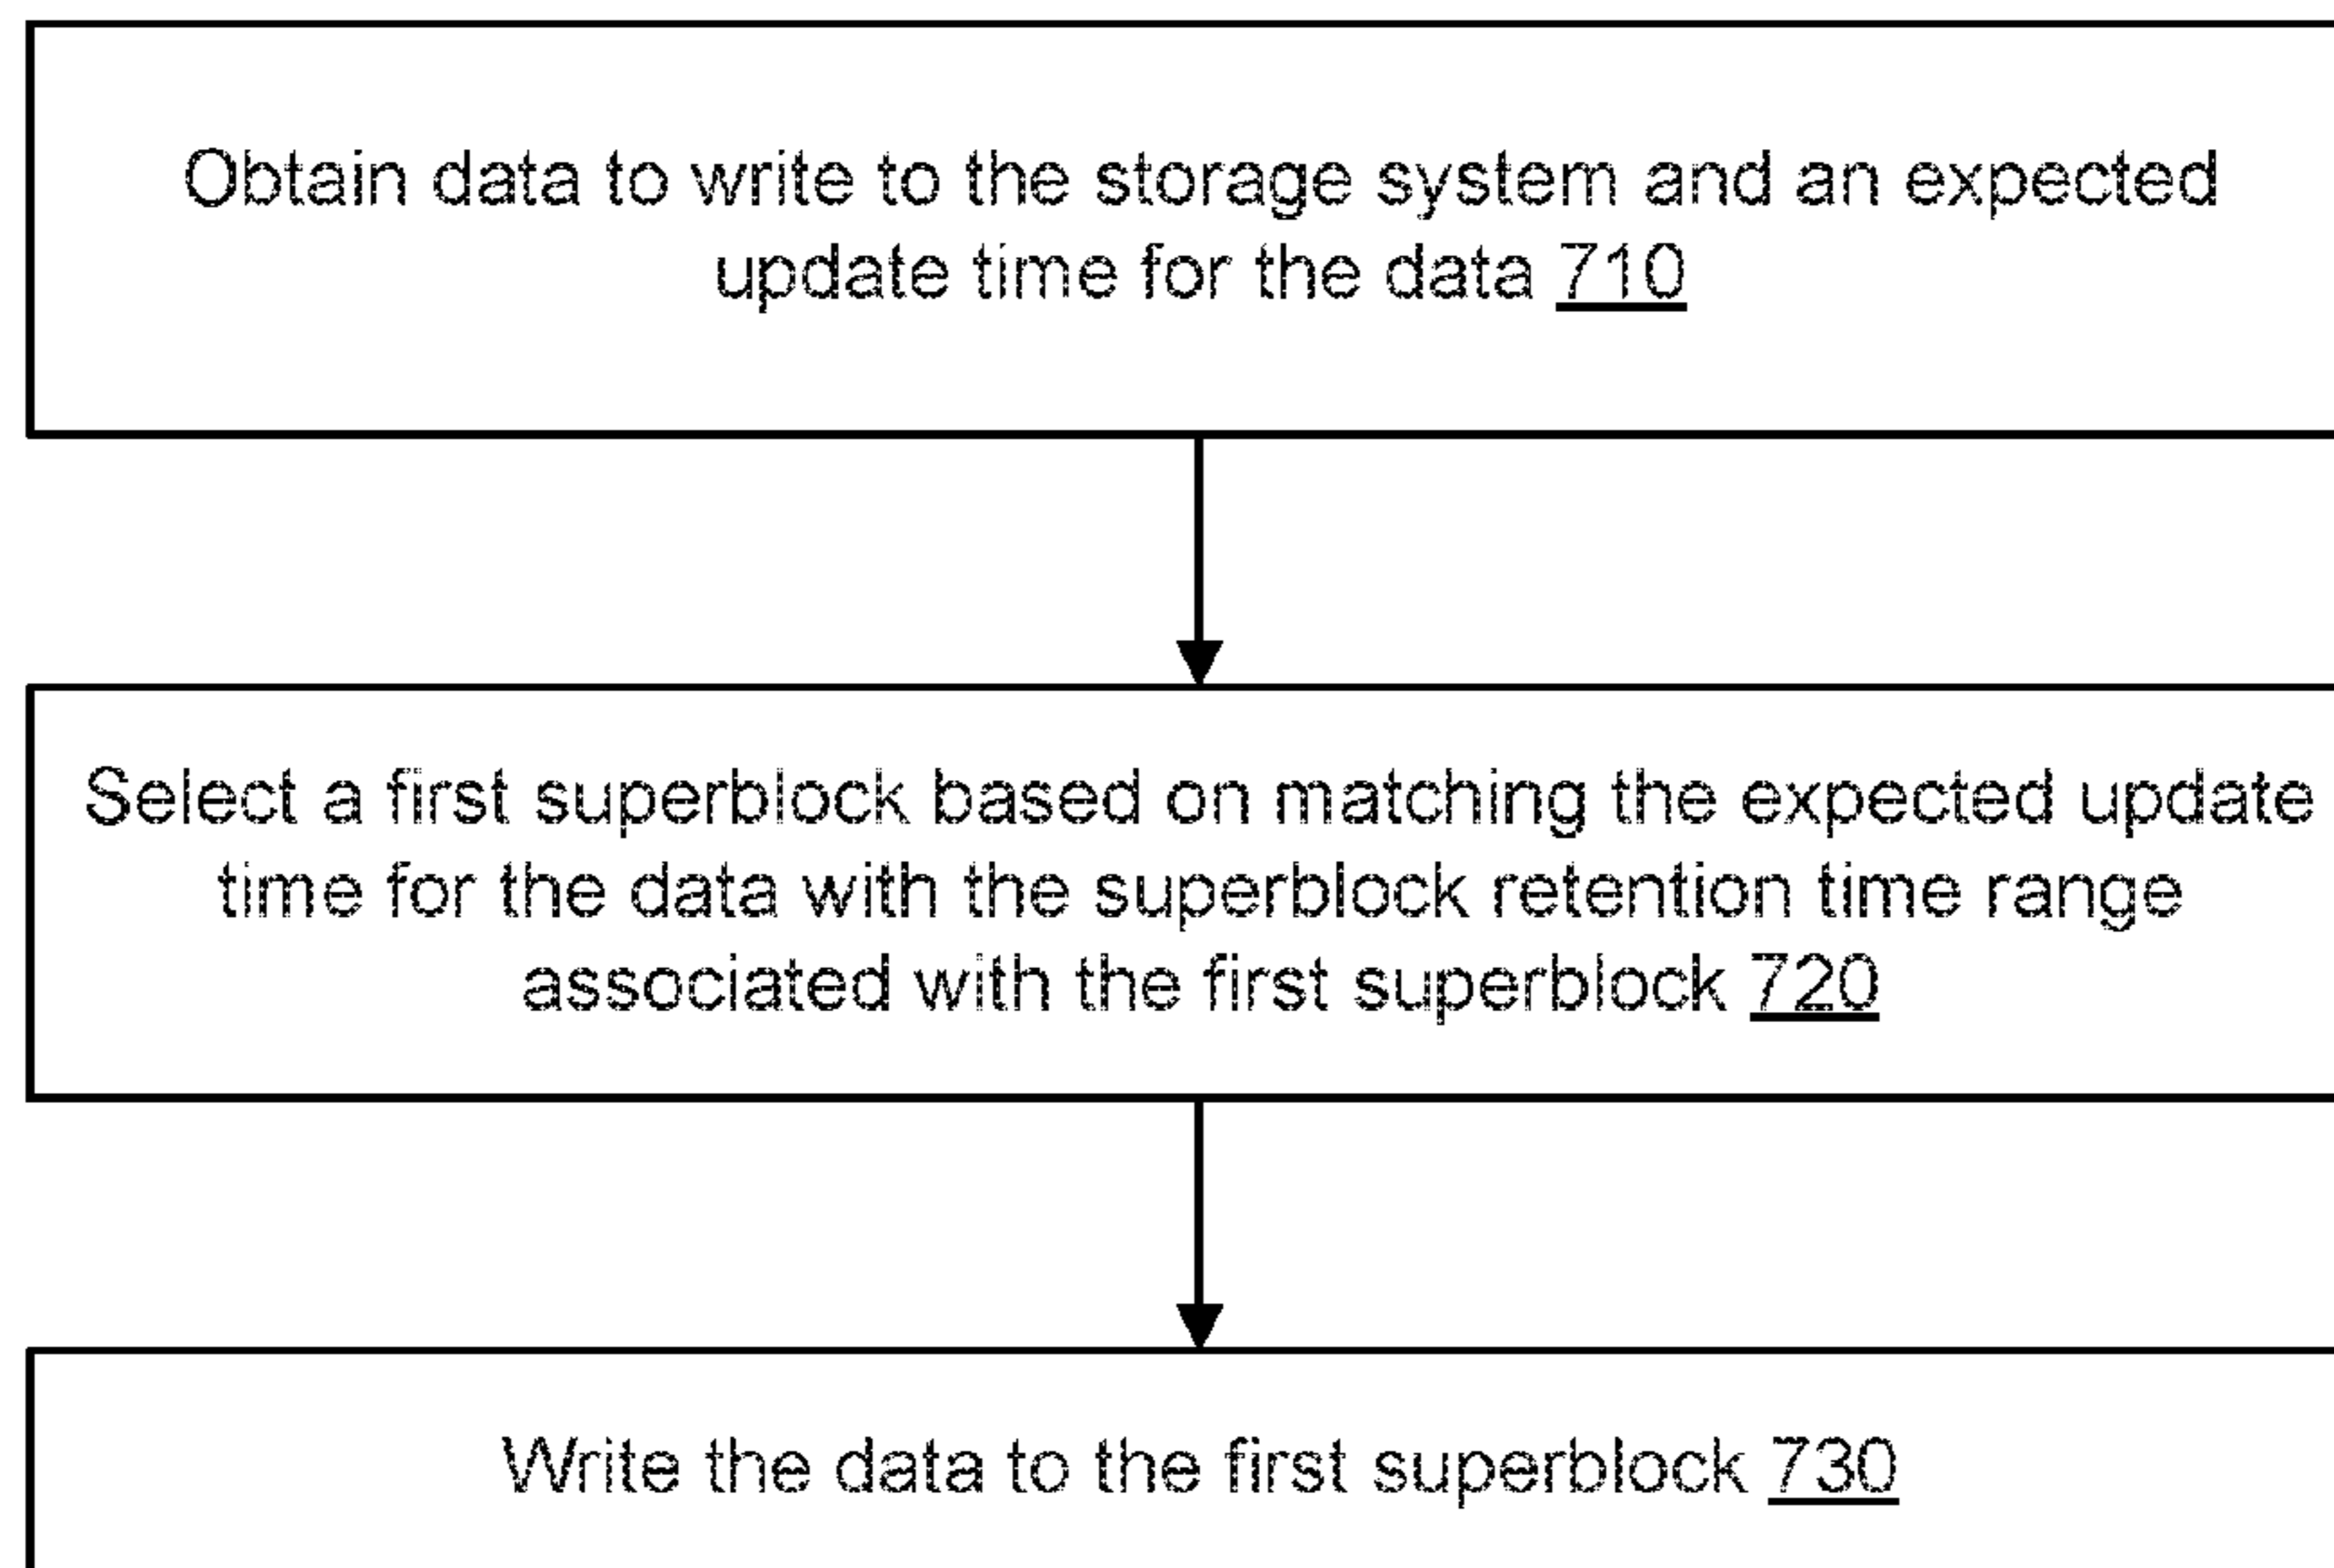 Obtain data to write to the storage system and an expected
update time for the data 710
Select a first superblock based on matching the expected update
time for the data with the superblock retention time range
associated with the first superblock 720
Write the data to the first superblock 730